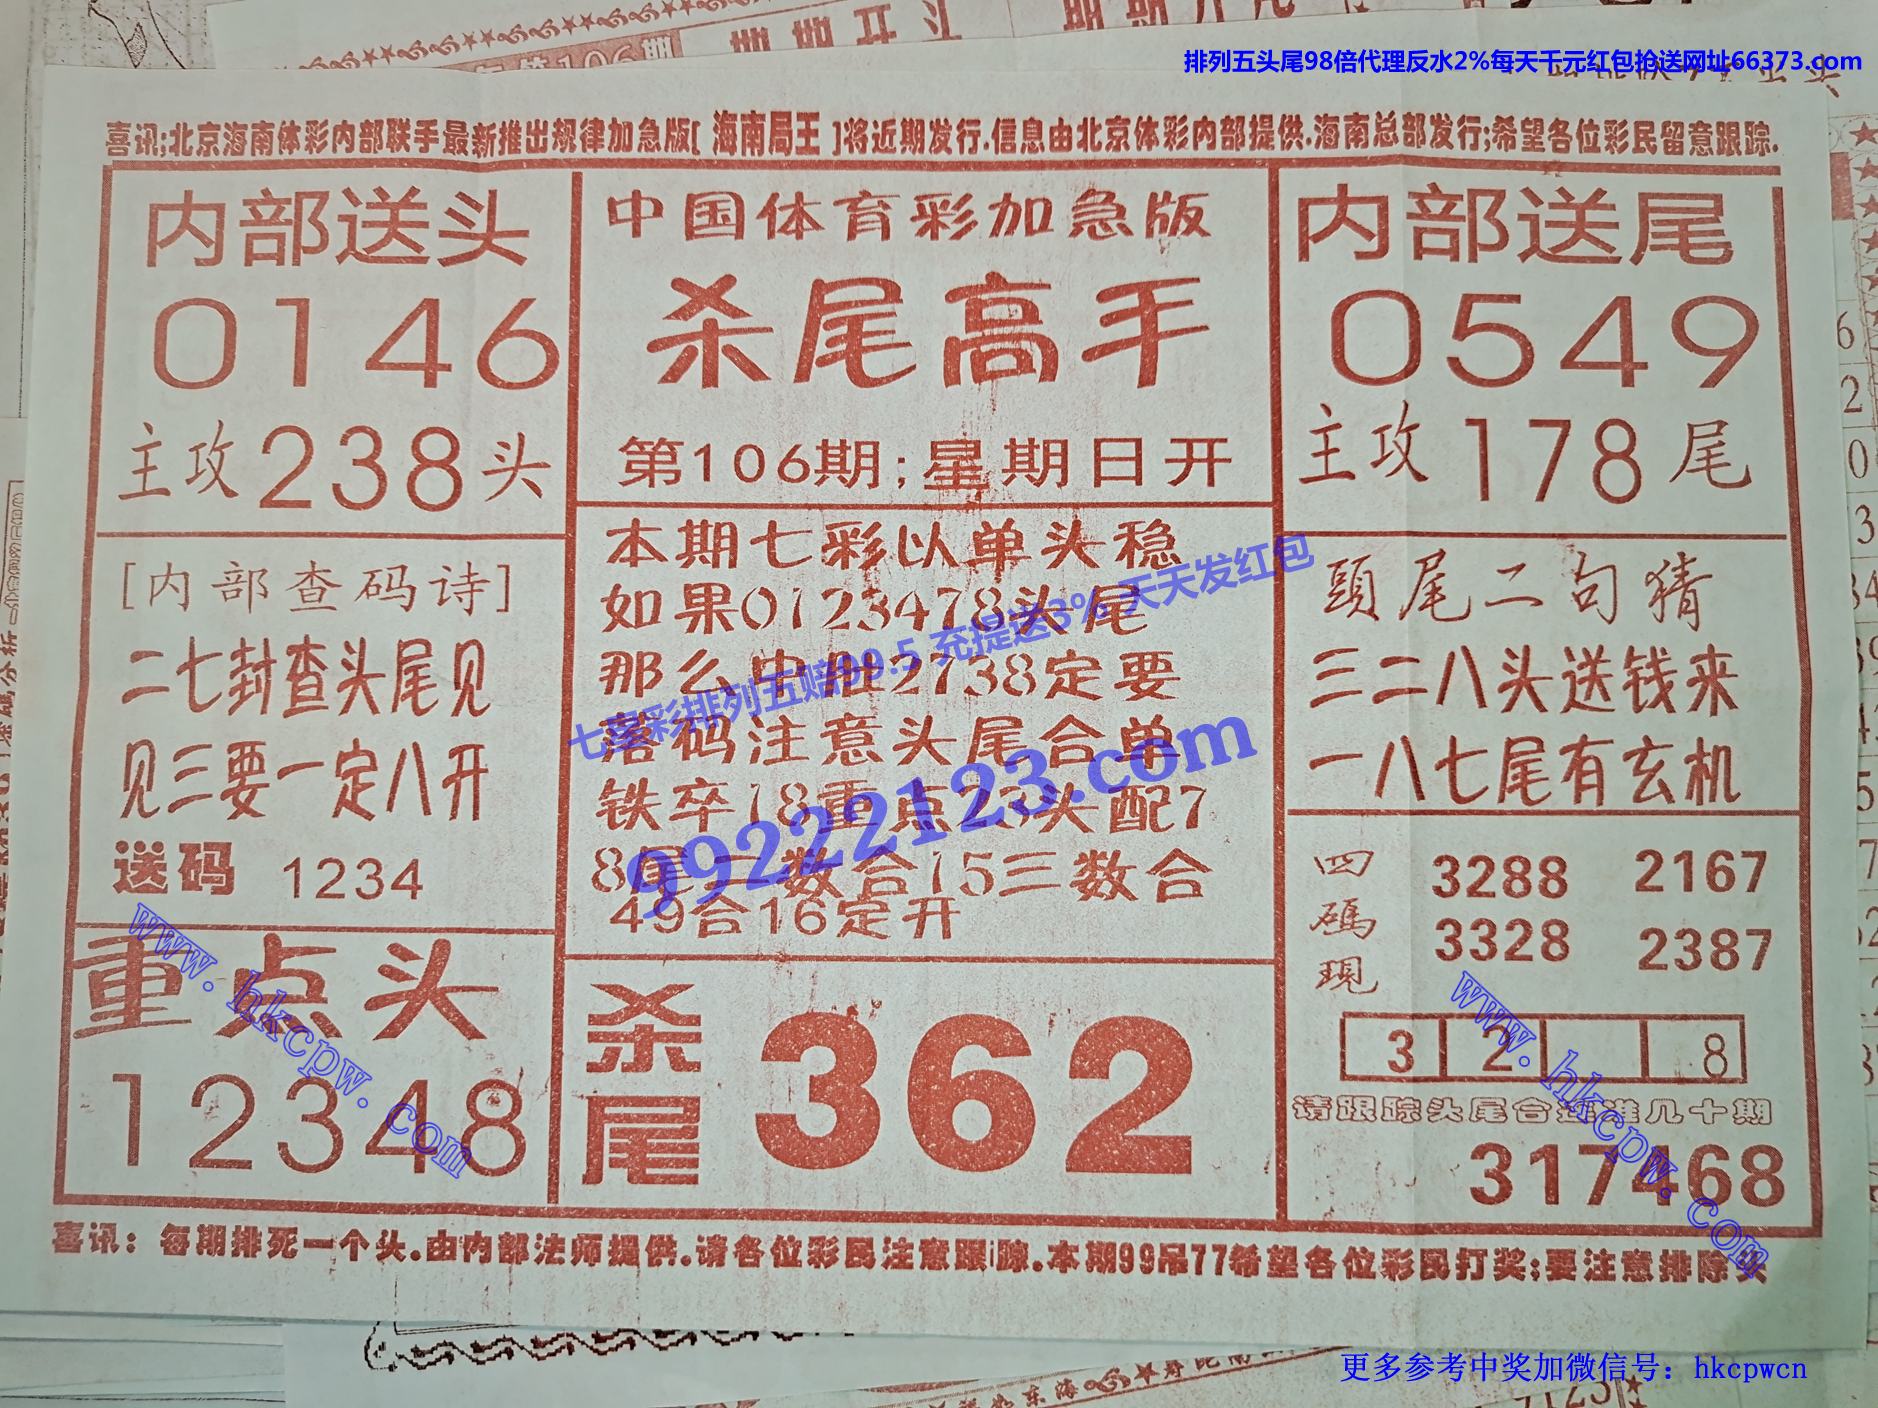 排列五头尾98倍代理反水2%每天千元红包抢送网址66373.com
喜讯;北京海南体彩内部联手最新推出规律加急版[海南局王]将近期发行.信息由北京体彩内部提供.海南总部发行;希望各位彩民留意跟踪.
内部送头
0146
主攻238头
[内部查码诗]
二七封查头尾见
见三要一定八开
送码 1234
重点头
12348
中国体育彩加急版
杀尾高手
第106期;星期日开
本期七彩以单头稳
如果0123478头尾
那么中肚2738定要
落码注意头尾合单
铁卒18重点23头配7
8尾二数合15三数合
49合16定开
杀尾
362
内部送尾
0549
主攻178尾
頭尾二句猜
三二八头送钱来
一八七尾有玄机
四碼現
3288 2167
3328 2387
3 2 8
请跟踪头尾合准几十期
317468
喜讯:每期排死一个头.由内部法师提供.请各位彩民注意跟踪.本期99吊77希望各位彩民打奖;要注意排除头
七星彩排列五赔99.5 充提送3% 天天发红包
99222123.com
www.hkcpw.com
www.hkcpw.com
更多参考中奖加微信号：hkcpwcn